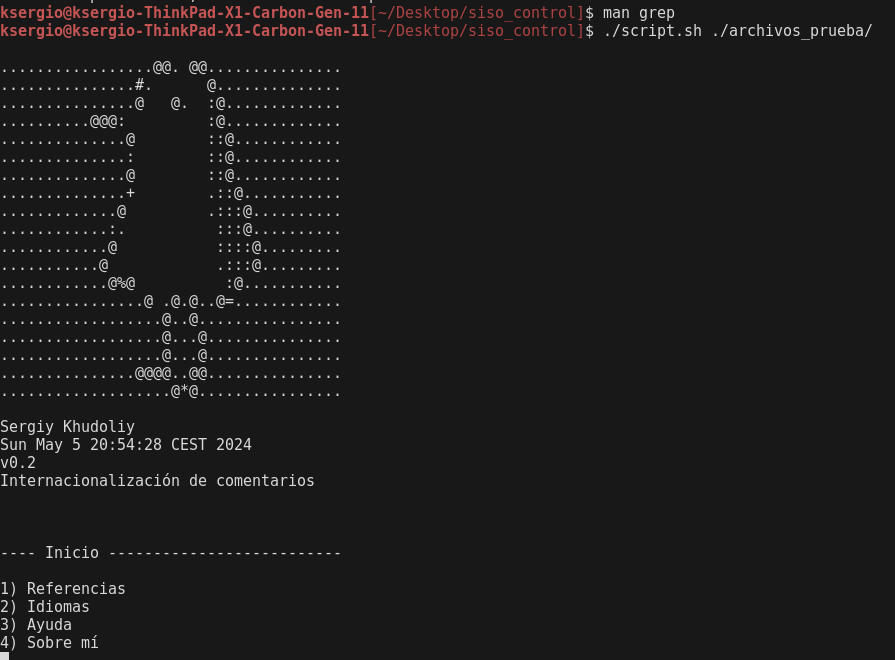 ksergio@ksergio-ThinkPad-X1-Carbon-Gen-11[~/Desktop/siso_control]$ man grep
ksergio@ksergio-ThinkPad-X1-Carbon-Gen-11[~/Desktop/siso_control]$ ./script.sh ./archivos_prueba/

.................@@. @@...............
...............#.      @..............
...............@   @.  :@.............
..........@@@:         :@.............
..............@        ::@............
..............:        ::@............
..............@        ::@............
..............+        .::@...........
.............@         .:::@..........
............:.          :::@..........
............@           ::::@.........
...........@            .:::@.........
............@%@          :@...........
................@ .@.@..@=............
..................@..@................
..................@...@...............
..................@...@...............
...............@@@@..@@...............
...................@*@................

Sergiy Khudoliy
Sun May 5 20:54:28 CEST 2024
v0.2
Internacionalización de comentarios

---- Inicio --------------------------

1) Referencias
2) Idiomas
3) Ayuda
4) Sobre mí